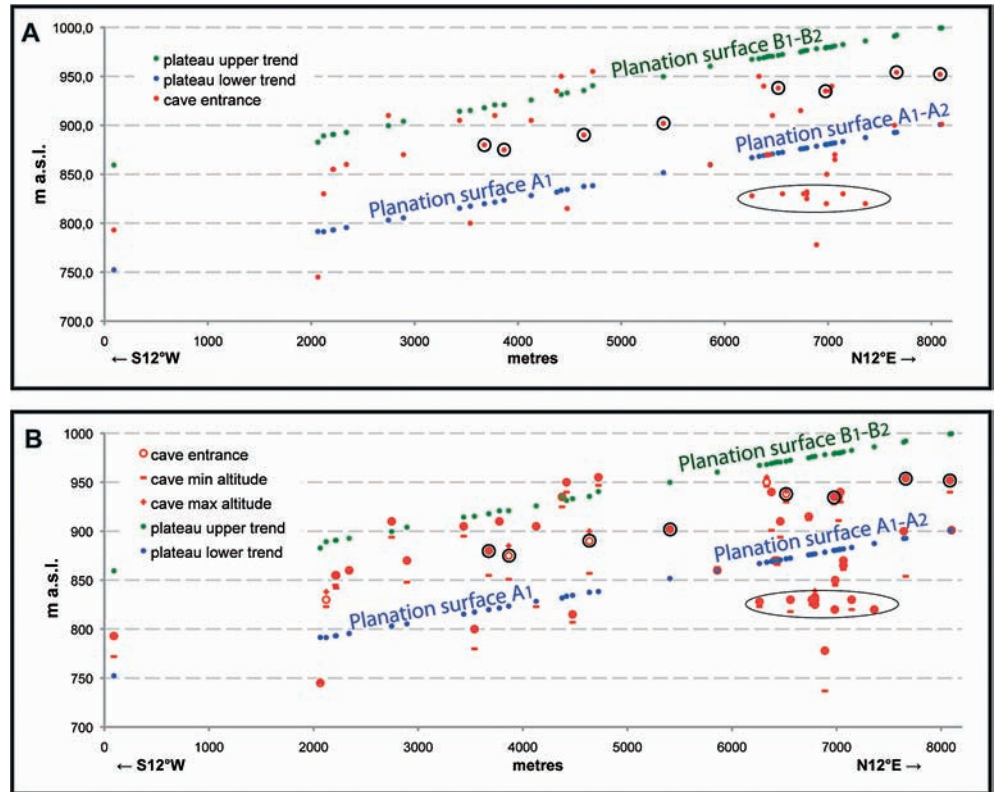 A
1000,0
950,0
900,0
850,0
800,0
750,0
700,0
m a.s.l.
plateau upper trend
plateau lower trend
cave entrance
Planation surface B1-B2
Planation surface A1-A2
Planation surface A1
0 1000 2000 3000 4000 5000 6000 7000 8000
← S12°W metres N12°E →
B
1000
950
900
850
800
750
700
m a.s.l.
cave entrance
cave min altitude
cave max altitude
plateau upper trend
plateau lower trend
Planation surface B1-B2
Planation surface A1-A2
Planation surface A1
0 1000 2000 3000 4000 5000 6000 7000 8000
← S12°W metres N12°E →